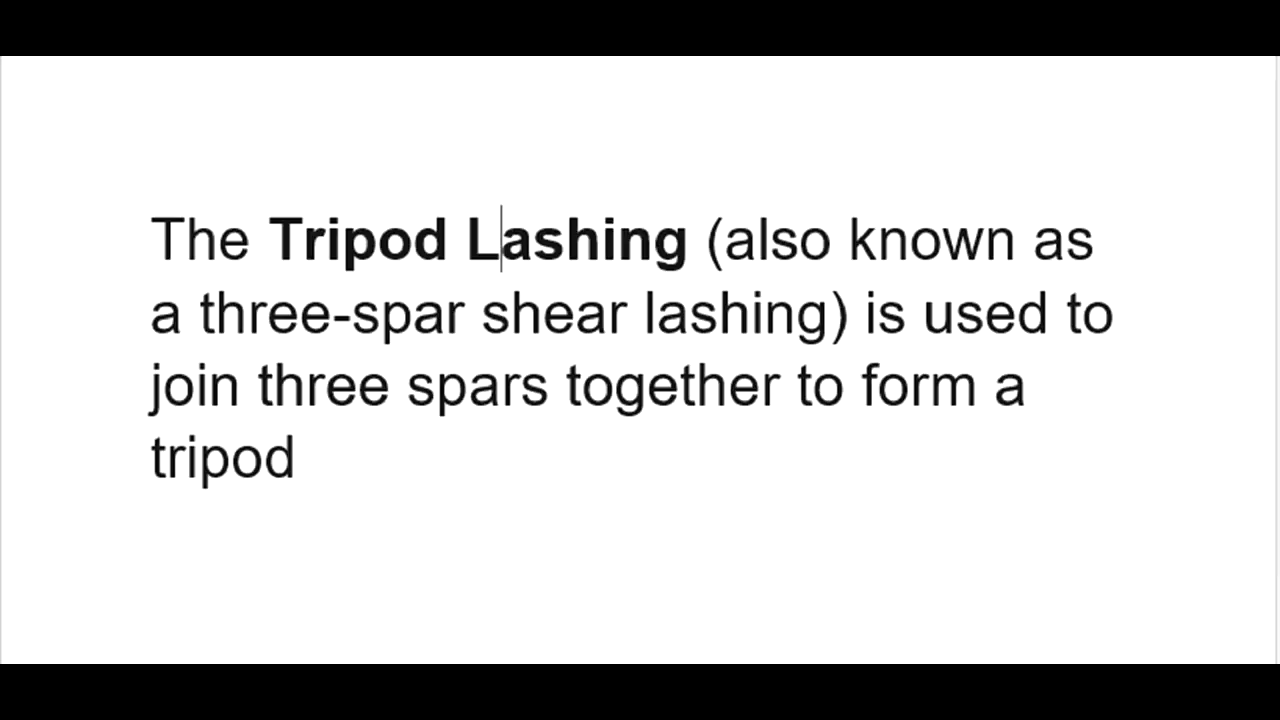 The Tripod Lashing (also known as
a three-spar shear lashing) is used to
join three spars together to form a
tripod